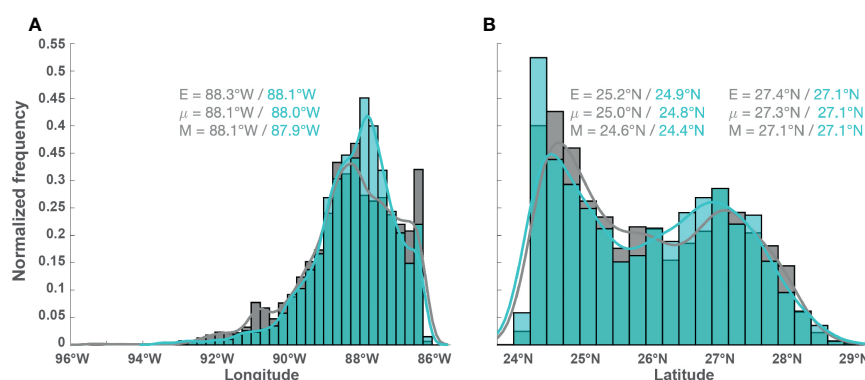 A
B
Normalized frequency
0.55
0.5
0.45
0.4
0.35
0.3
0.25
0.2
0.15
0.1
0.05
0
E = 88.3°W / 88.1°W
μ = 88.1°W / 88.0°W
M = 88.1°W / 87.9°W
96°W 94°W 92°W 90°W 88°W 86°W
Longitude
E = 25.2°N / 24.9°N E = 27.4°N / 27.1°N
μ = 25.0°N / 24.8°N μ = 27.3°N / 27.1°N
M = 24.6°N / 24.4°N M = 27.1°N / 27.1°N
24°N 25°N 26°N 27°N 28°N 29°N
Latitude